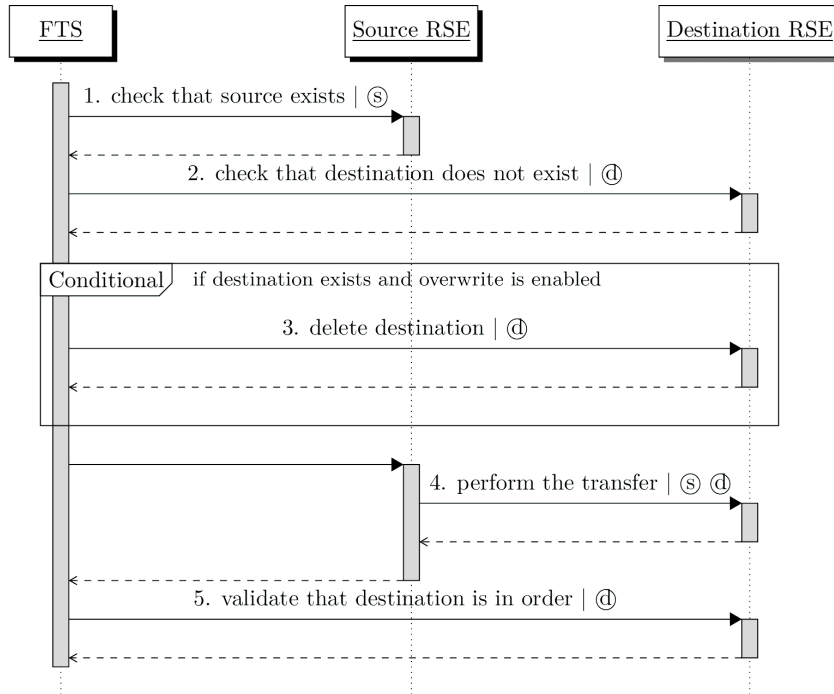 FTS
Source RSE
Destination RSE
1. check that source exists | ⓢ
2. check that destination does not exist | ⓓ
Conditional
if destination exists and overwrite is enabled
3. delete destination | ⓓ
4. perform the transfer | ⓢ ⓓ
5. validate that destination is in order | ⓓ